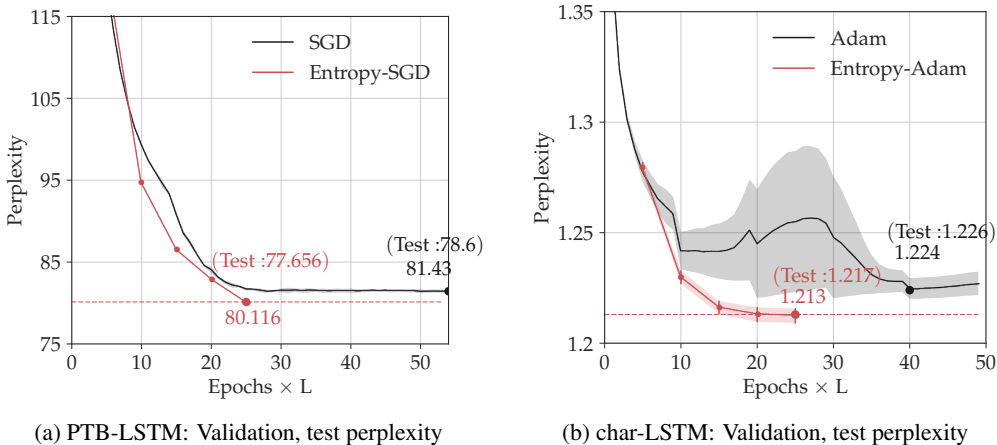 115
105
95
85
75
Perplexity
SGD
Entropy-SGD
(Test :78.6)
81.43
(Test :77.656)
80.116
0 10 20 30 40 50
Epochs × L
(a) PTB-LSTM: Validation, test perplexity
1.35
1.3
1.25
1.2
Perplexity
Adam
Entropy-Adam
(Test :1.226)
1.224
(Test :1.217)
1.213
0 10 20 30 40 50
Epochs × L
(b) char-LSTM: Validation, test perplexity